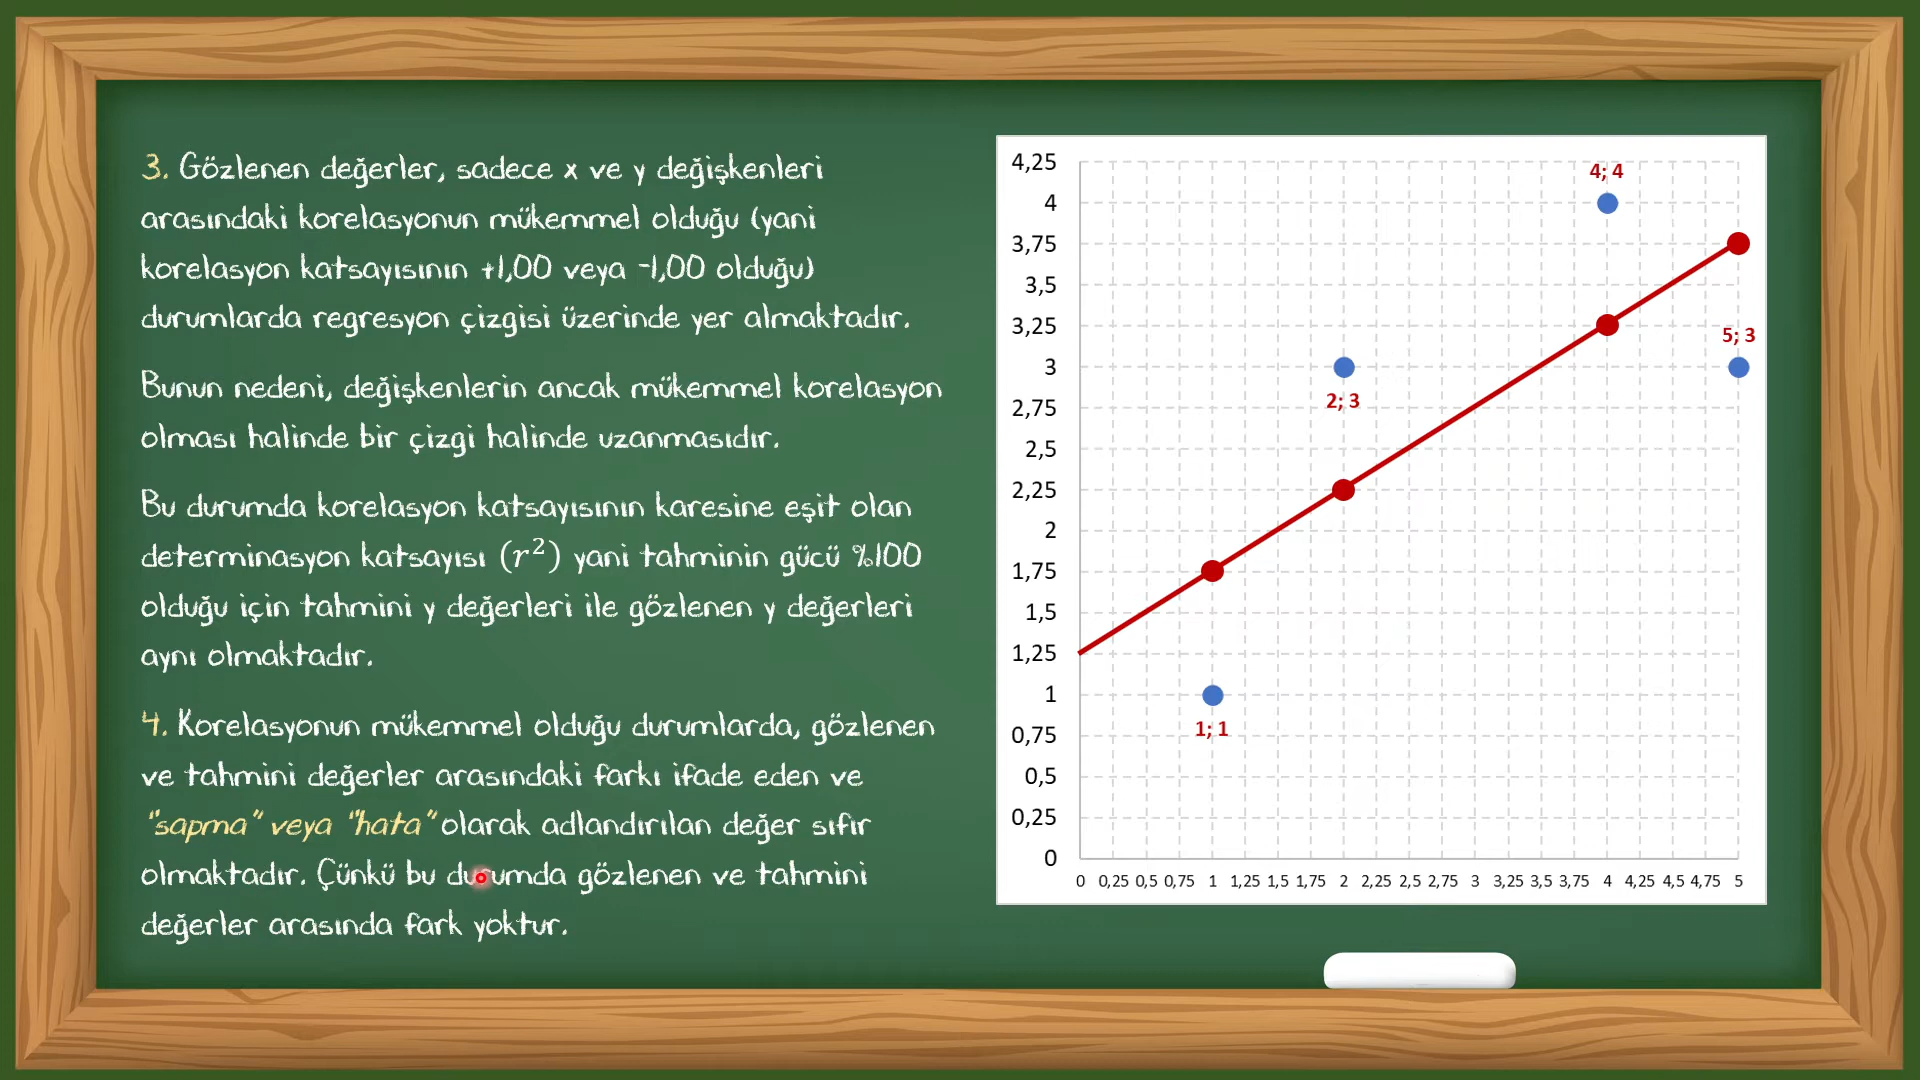 3. Gözlenen değerler, sadece x ve y değişkenleri
arasındaki korelasyonun mükemmel olduğu (yani
korelasyon katsayısının +1,00 veya -1,00 olduğu)
durumlarda regresyon çizgisi üzerinde yer almaktadır.
Bunun nedeni, değişkenlerin ancak mükemmel korelasyon
olması halinde bir çizgi halinde uzanmasıdır.
Bu durumda korelasyon katsayısının karesine eşit olan
determinasyon katsayısı (r²) yani tahminin gücü %100
olduğu için tahmini y değerleri ile gözlenen y değerleri
aynı olmaktadır.
4. Korelasyonun mükemmel olduğu durumlarda, gözlenen
ve tahmini değerler arasındaki farkı ifade eden ve
"sapma" veya "hata" olarak adlandırılan değer sıfır
olmaktadır. Çünkü bu durumda gözlenen ve tahmini
değerler arasında fark yoktur.
4,25
4
3,75
3,5
3,25
3
2,75
2,5
2,25
2
1,75
1,5
1,25
1
0,75
0,5
0,25
0
4; 4
5; 3
2; 3
1; 1
0 0,25 0,5 0,75 1 1,25 1,5 1,75 2 2,25 2,5 2,75 3 3,25 3,5 3,75 4 4,25 4,5 4,75 5